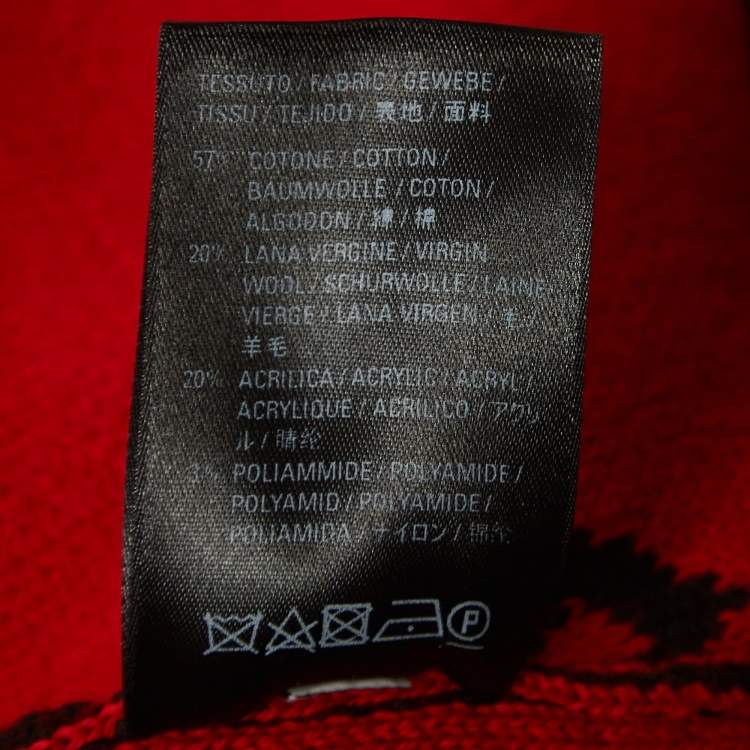 TESSUTO / FABRIC / GEWEBE /
TISSU / TEJIDO / 表地 / 面料
57% COTONE / COTTON /
BAUMWOLLE / COTON /
ALGODON / 綿 / 棉
20% LANA VERGINE / VIRGIN
WOOL / SCHURWOLLE / LAINE
VIERGE / LANA VIRGEN / 毛 /
羊毛
20% ACRILICA / ACRYLIC / ACRYL /
ACRYLIQUE / ACRILICO / アクリ
ル / 腈纶
3% POLIAMMIDE / POLYAMIDE /
POLYAMID / POLYAMIDE /
POLIAMIDA / ナイロン / 锦纶
P